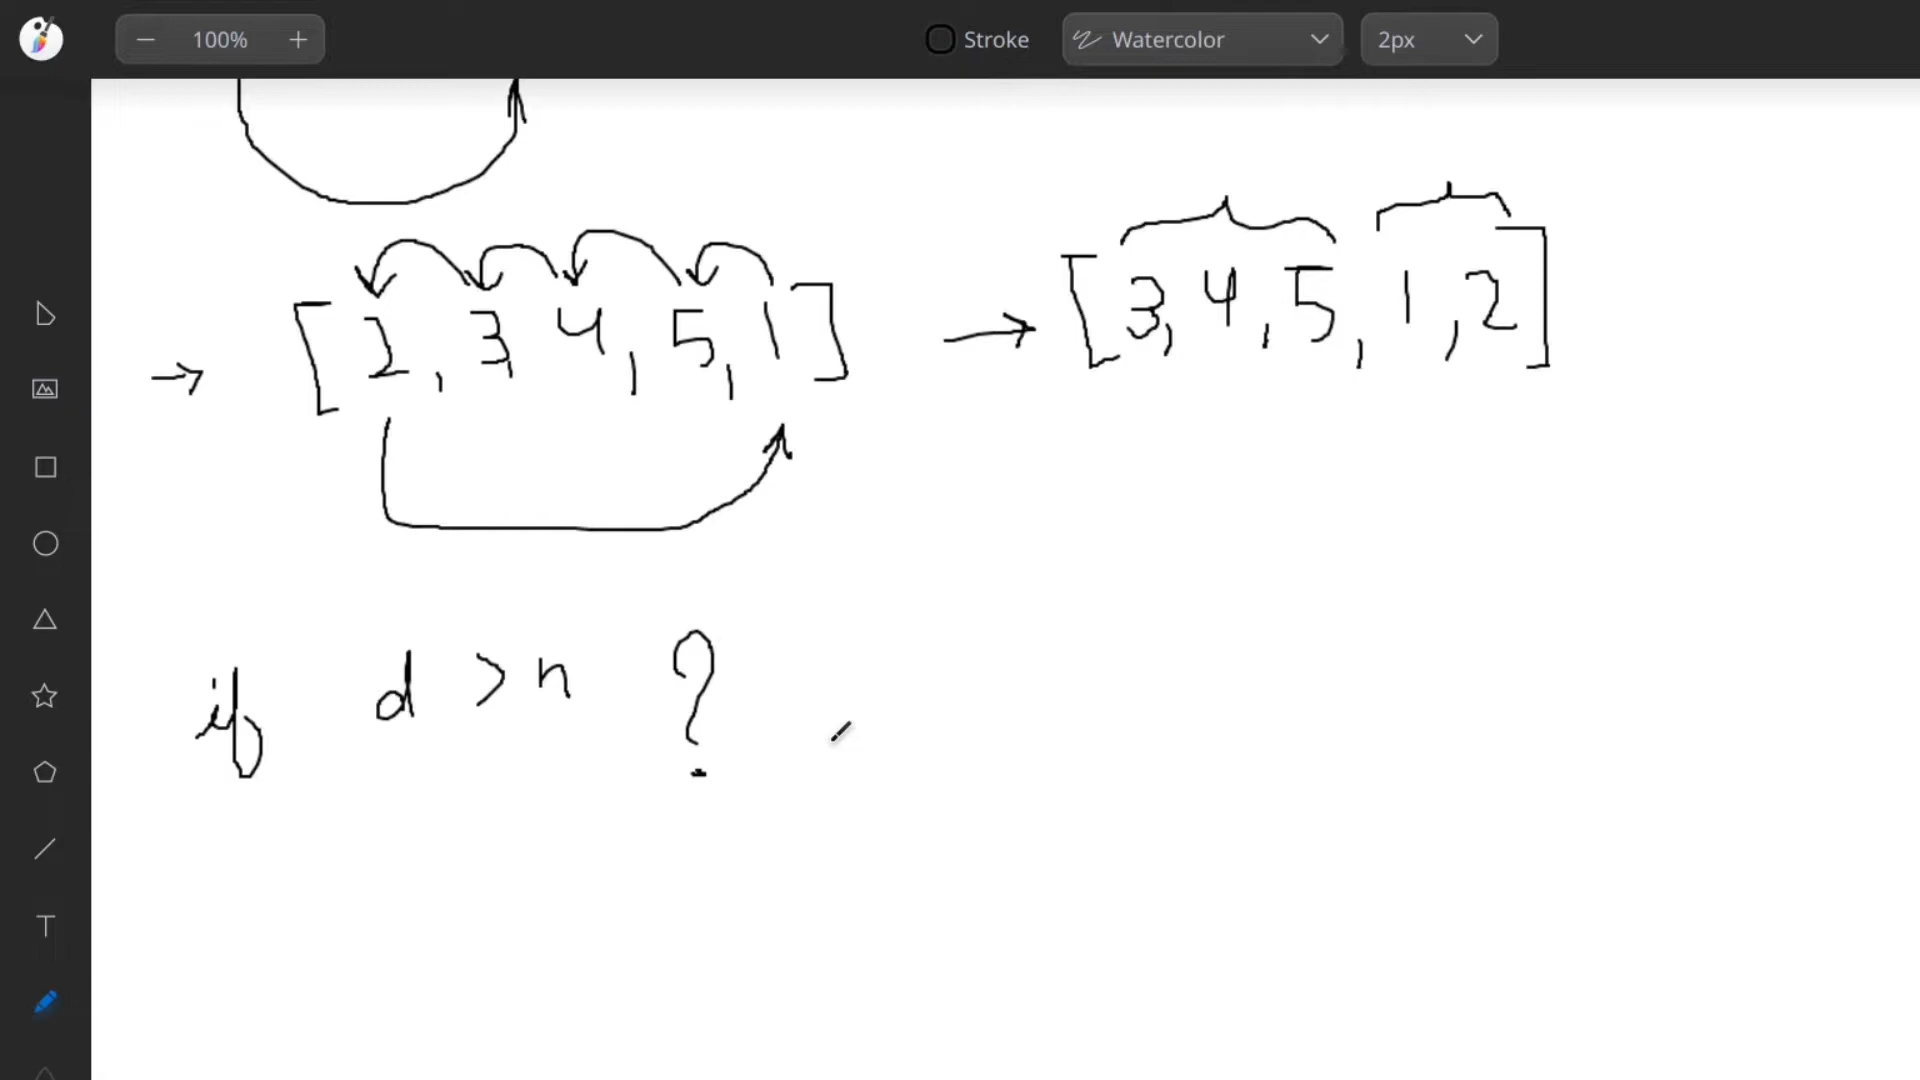 100%
Stroke
Watercolor
2px
→ [2, 3, 4, 5, 1] → [3, 4, 5, 1, 2]
if d > n ?
T